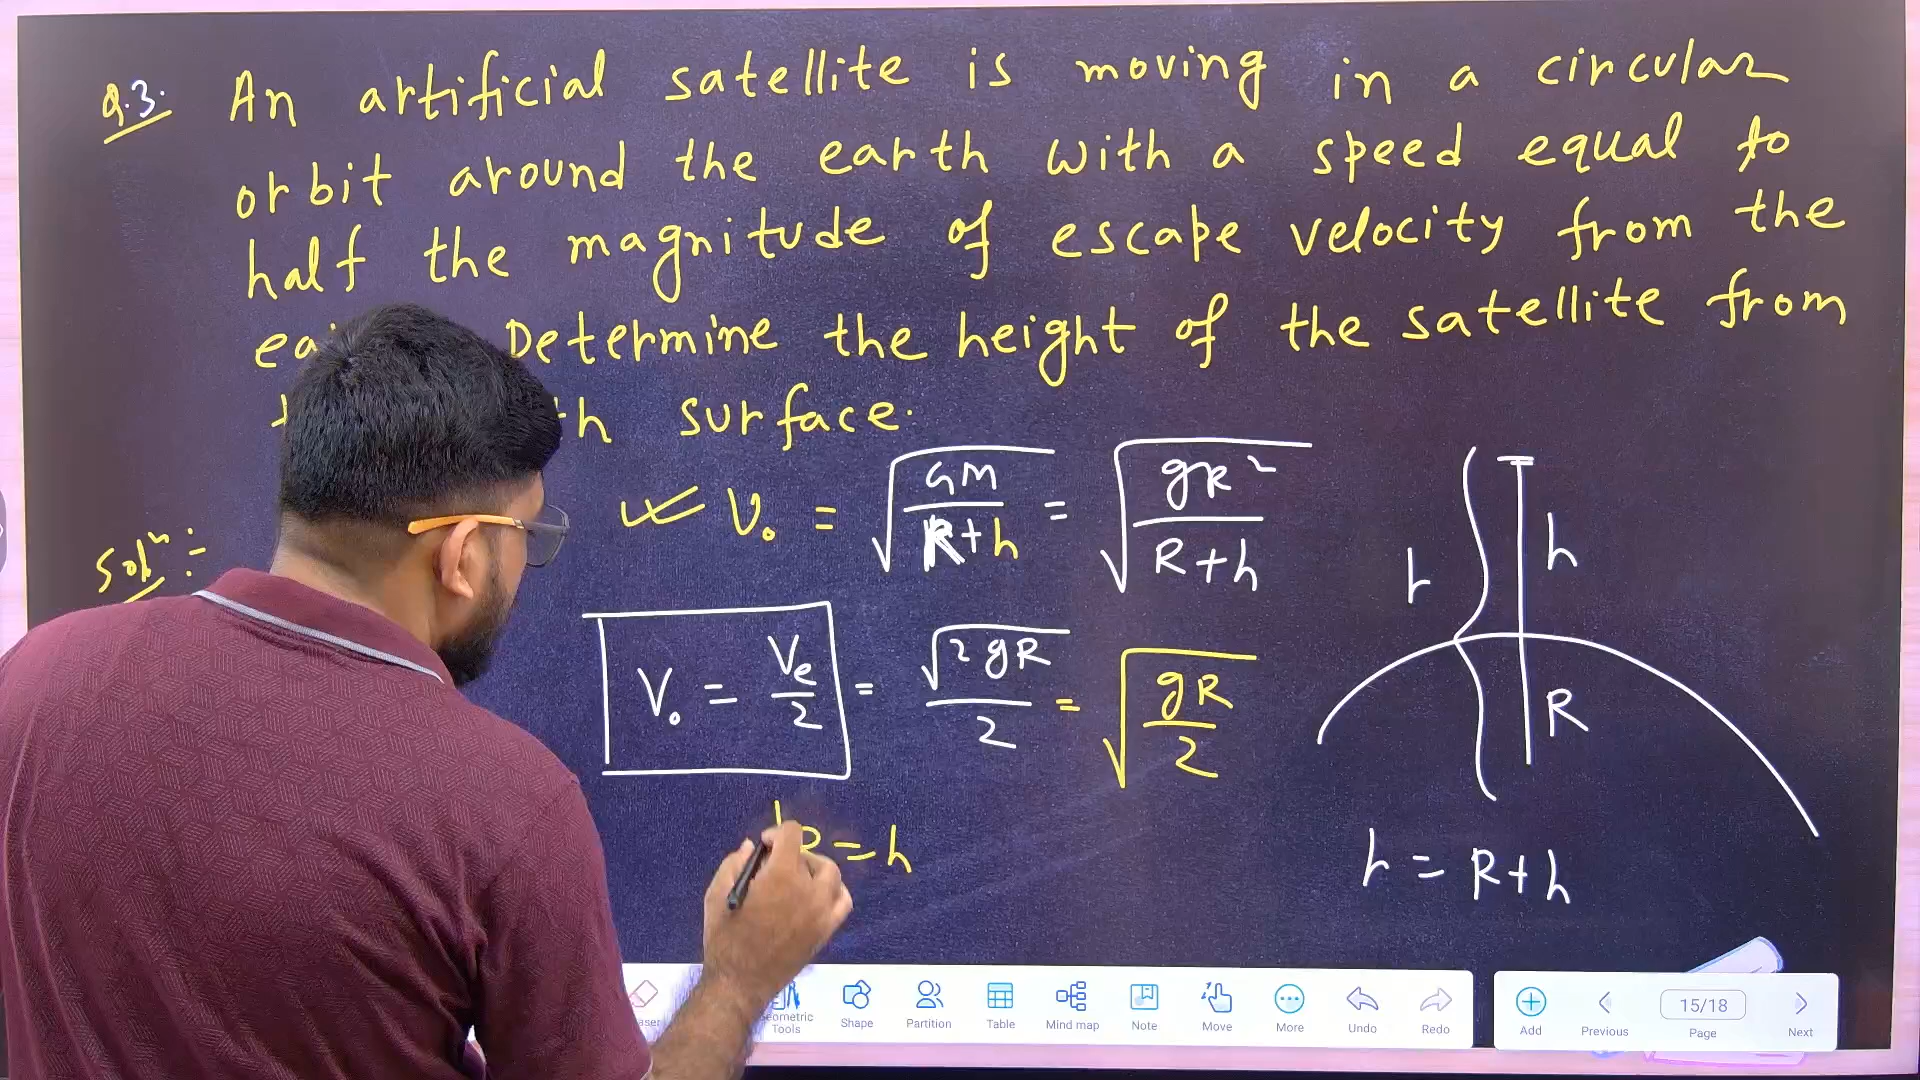 Q.3. An artificial satellite is moving in a circular
orbit around the earth with a speed equal to
half the magnitude of escape velocity from the
Determine the height of the satellite from
surface.
Solⁿ :-
V₀ = √(GM/(R+h)) = √(gR²/(R+h))
V₀ = Vₑ/2 = √(2gR)/2 = √(gR/2)
R = h
r
h
R
r = R+h
Geometric Tools
Shape
Partition
Table
Mind map
Note
Move
More
Undo
Redo
Add
Previous
15/18
Page
Next